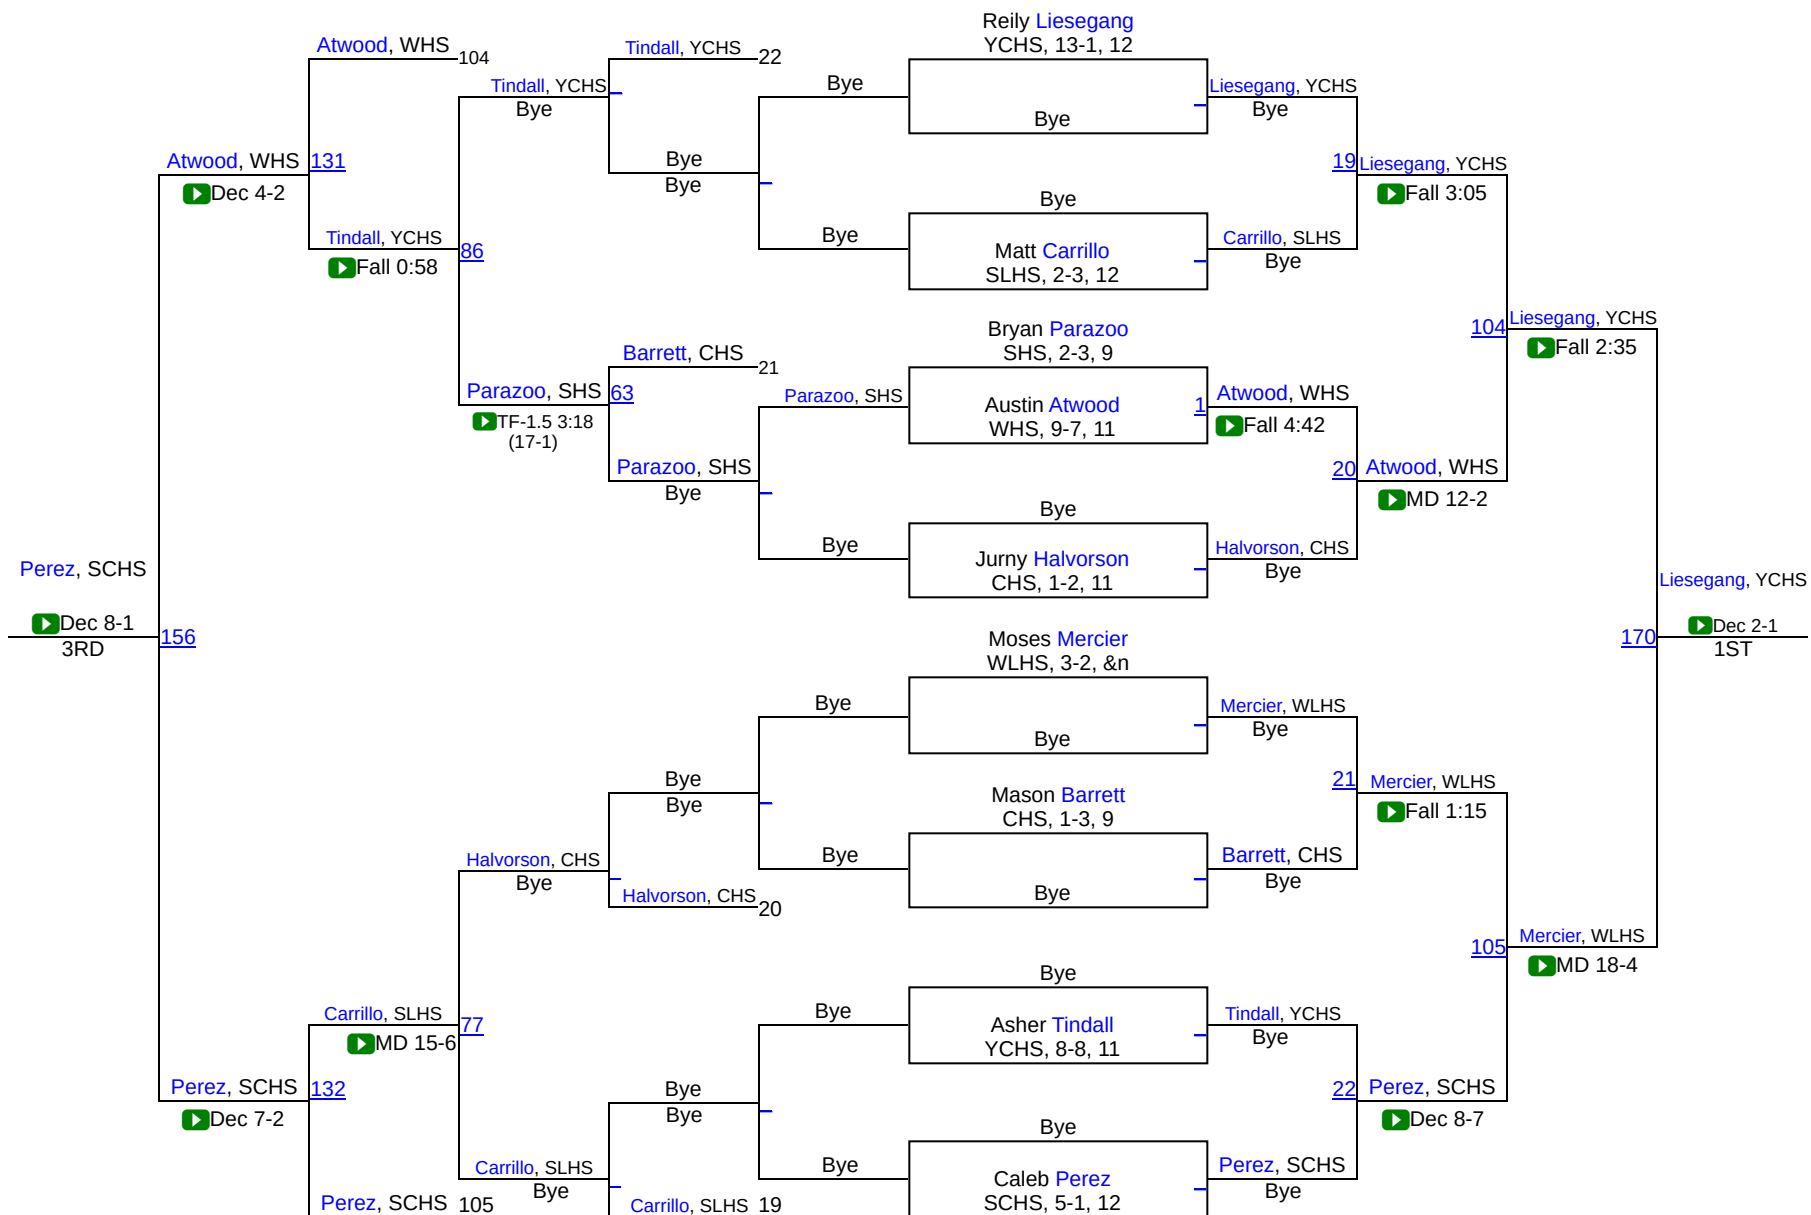 Reily Liesegang
YCHS, 13-1, 12
Atwood, WHS
104
Tindall, YCHS
22
Tindall, YCHS
Bye
Bye
Bye
Liesegang, YCHS
Bye
Atwood, WHS
131
Dec 4-2
Bye
Bye
19
Liesegang, YCHS
Fall 3:05
Bye
Tindall, YCHS
86
Fall 0:58
Bye
Matt Carrillo
SLHS, 2-3, 12
Carrillo, SLHS
Bye
Bryan Parazoo
SHS, 2-3, 9
104
Liesegang, YCHS
Fall 2:35
Barrett, CHS
21
Parazoo, SHS
63
TF-1.5 3:18
(17-1)
Parazoo, SHS
Austin Atwood
WHS, 9-7, 11
1
Atwood, WHS
Fall 4:42
Parazoo, SHS
Bye
20
Atwood, WHS
MD 12-2
Bye
Bye
Jurny Halvorson
CHS, 1-2, 11
Halvorson, CHS
Bye
Perez, SCHS
Dec 8-1
3RD
156
Liesegang, YCHS
170
Dec 2-1
1ST
Moses Mercier
WLHS, 3-2, &n
Bye
Bye
Mercier, WLHS
Bye
Bye
Bye
21
Mercier, WLHS
Fall 1:15
Mason Barrett
CHS, 1-3, 9
Halvorson, CHS
Bye
Bye
Bye
Barrett, CHS
Bye
Halvorson, CHS
20
105
Mercier, WLHS
MD 18-4
Bye
Carrillo, SLHS
77
MD 15-6
Bye
Asher Tindall
YCHS, 8-8, 11
Tindall, YCHS
Bye
Perez, SCHS
132
Dec 7-2
Bye
Bye
22
Perez, SCHS
Dec 8-7
Bye
Carrillo, SLHS
Bye
Bye
Caleb Perez
SCHS, 5-1, 12
Perez, SCHS
Bye
Perez, SCHS
105
Carrillo, SLHS
19